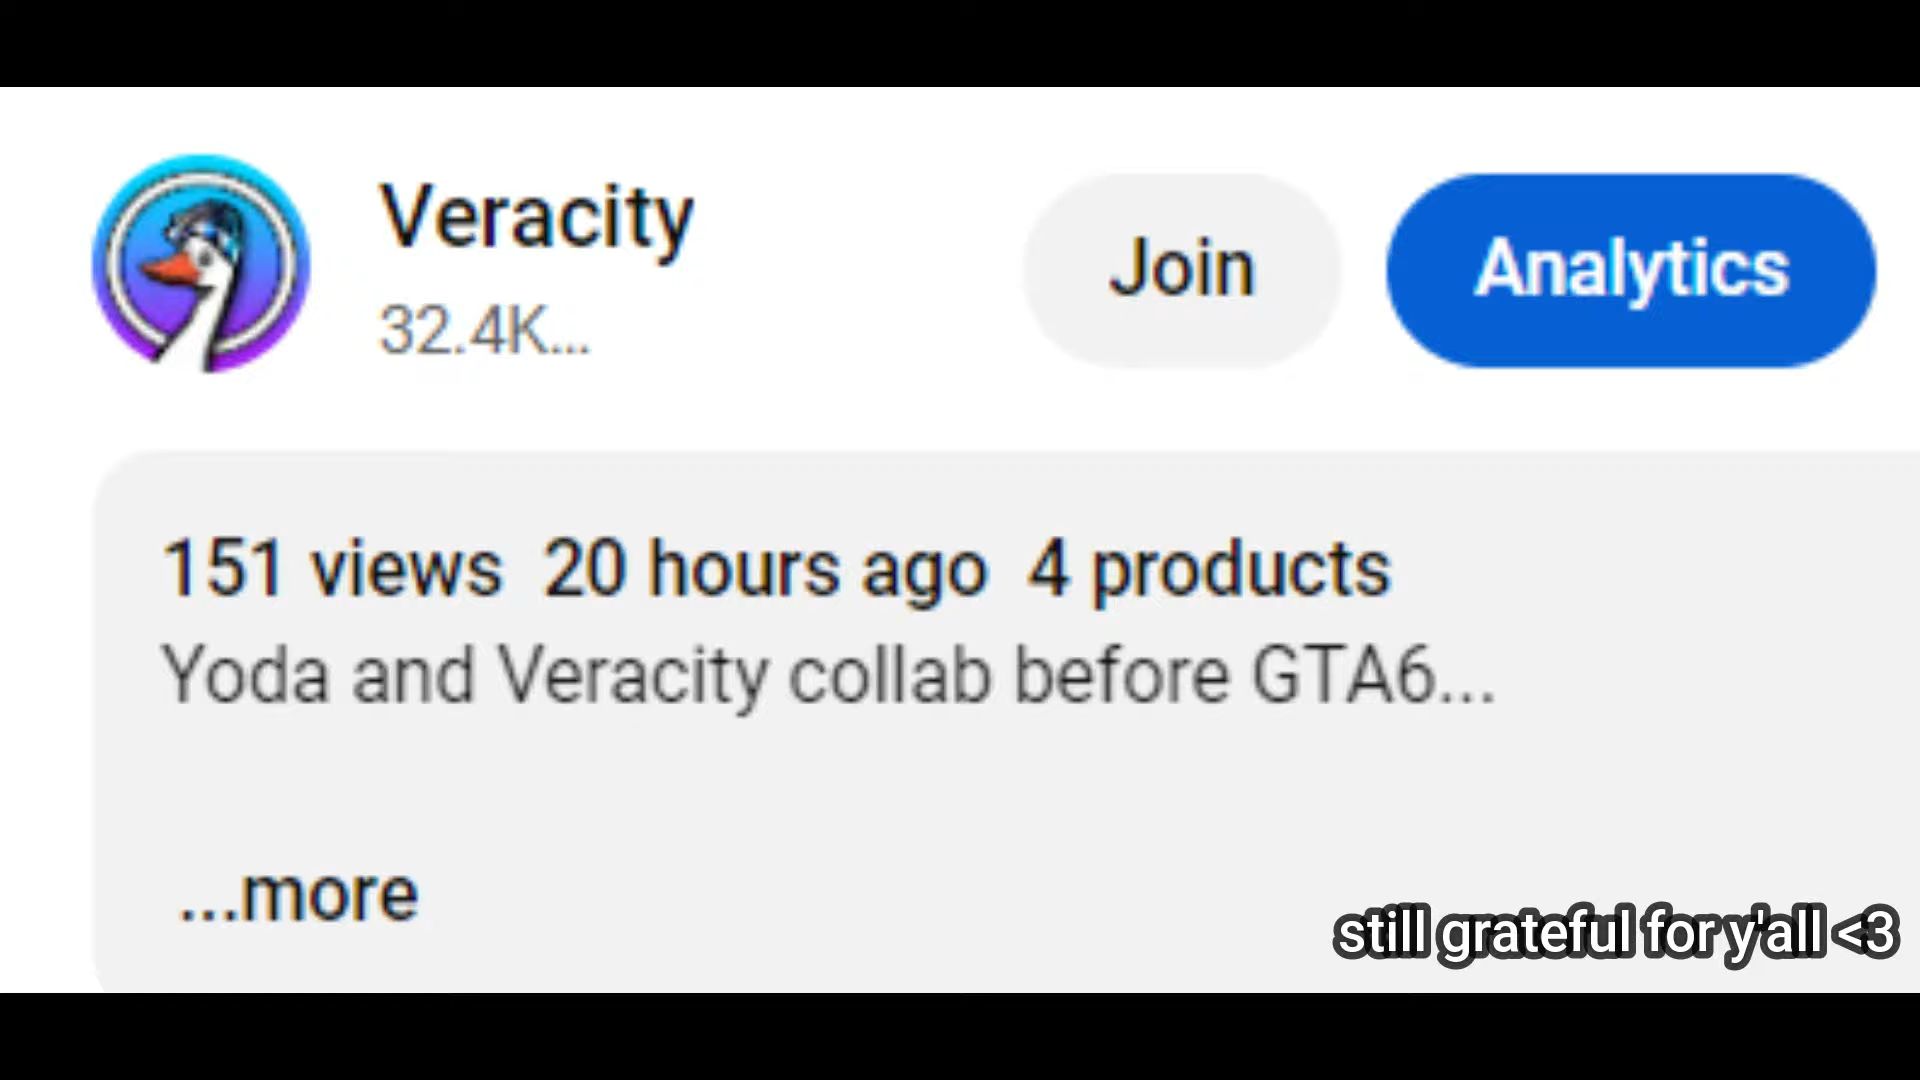 Veracity
32.4K...
Join
Analytics
151 views 20 hours ago 4 products
Yoda and Veracity collab before GTA6...
...more
still grateful for y'all <3